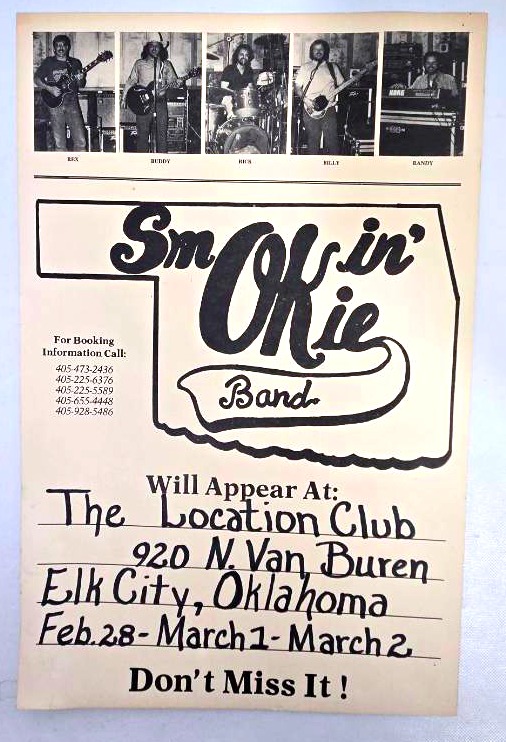 REX BUDDY RICK BILLY RANDY
KORG
Smokin'
OKie
Band
For Booking
Information Call:
405-473-2436
405-225-6376
405-225-5589
405-655-4448
405-928-5486
Will Appear At:
The Location Club
920 N. Van Buren
Elk City, Oklahoma
Feb. 28 - March 1 - March 2
Don't Miss It !